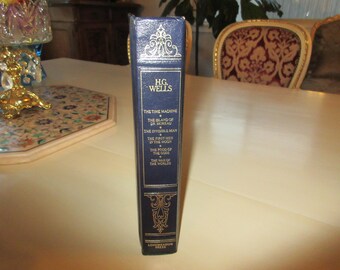 H.G.
WELLS
THE TIME MACHINE
THE ISLAND OF
DR. MOREAU
THE INVISIBLE MAN
THE FIRST MEN
IN THE MOON
THE FOOD OF
THE GODS
THE WAR OF
THE WORLDS